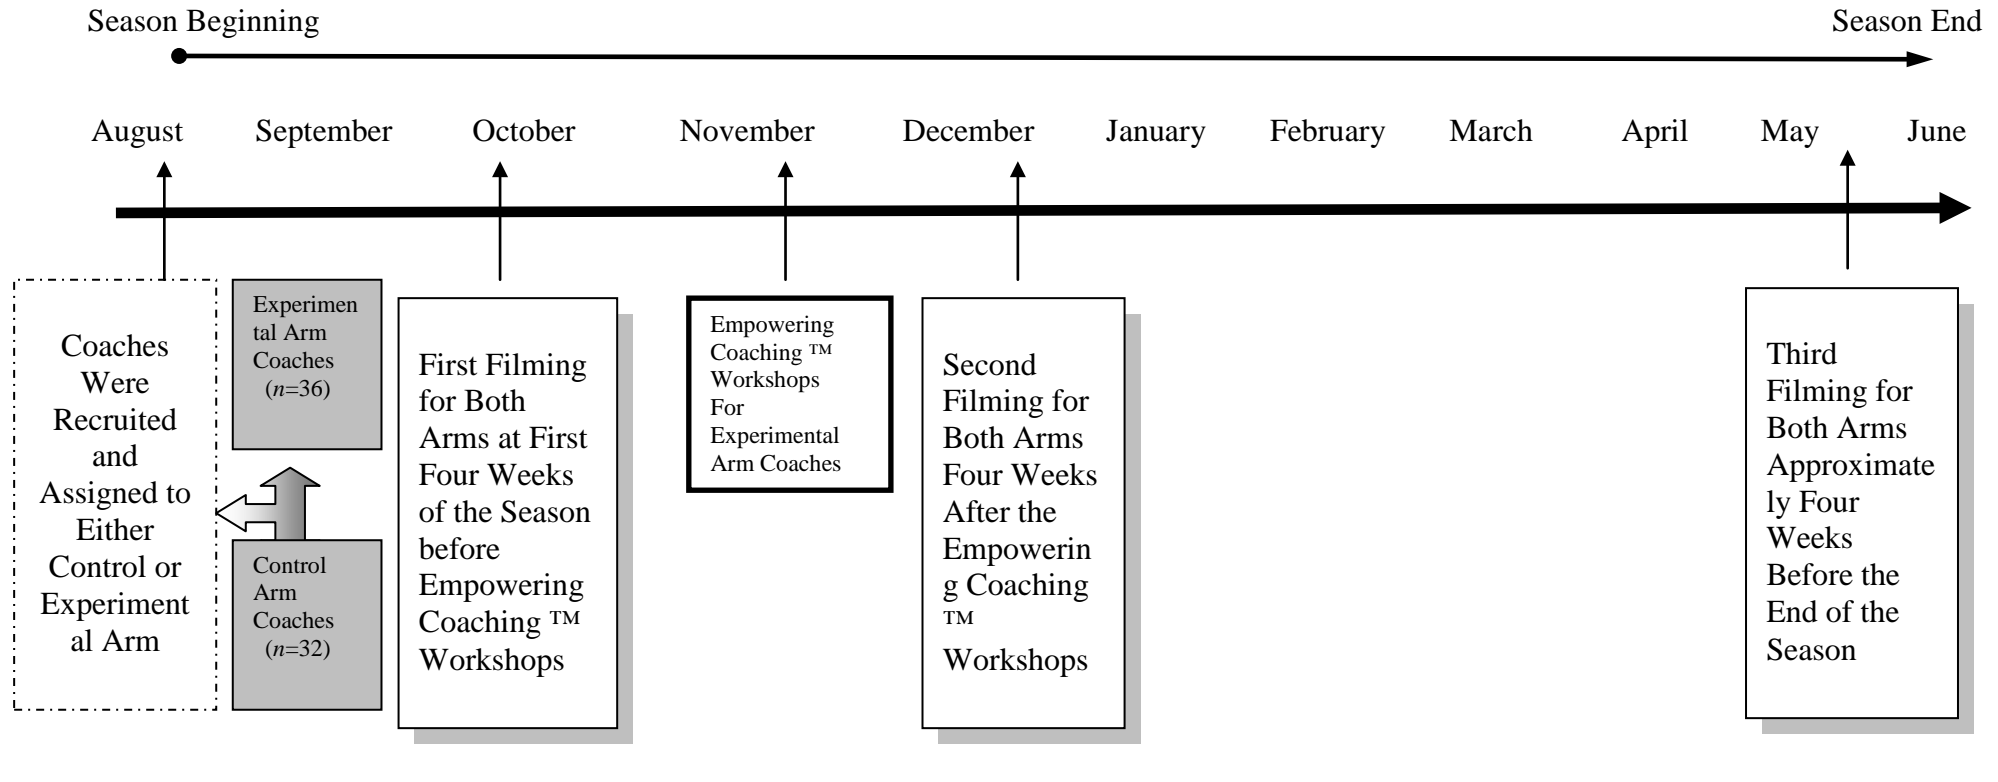 Season Beginning
Season End
August September October November December January February March April May June
Coaches
Were
Recruited
and
Assigned to
Either
Control or
Experiment
al Arm
Experimen
tal Arm
Coaches
(n=36)
Control
Arm
Coaches
(n=32)
First Filming
for Both
Arms at First
Four Weeks
of the Season
before
Empowering
Coaching ™
Workshops
Empowering
Coaching ™
Workshops
For
Experimental
Arm Coaches
Second
Filming for
Both Arms
Four Weeks
After the
Empowerin
g Coaching
™
Workshops
Third
Filming for
Both Arms
Approximate
ly Four
Weeks
Before the
End of the
Season